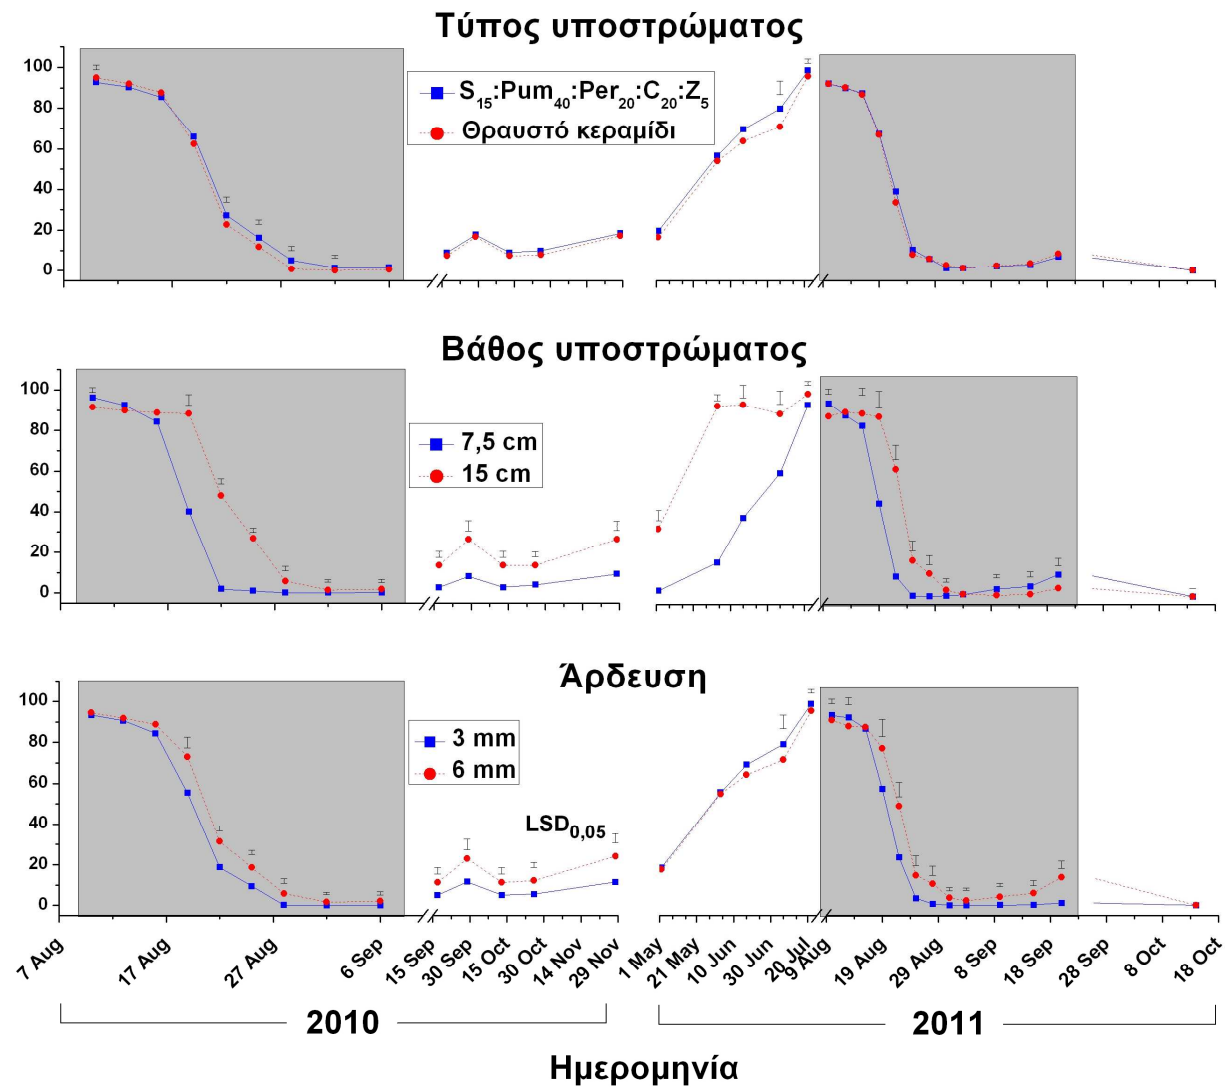 Τύπος υποστρώματος
100
80
60
40
20
0
S15:Pum40:Per20:C20:Z5
Θραυστό κεραμίδι
Βάθος υποστρώματος
100
80
60
40
20
0
7,5 cm
15 cm
Άρδευση
100
80
60
40
20
0
3 mm
6 mm
LSD0,05
7 Aug
17 Aug
27 Aug
6 Sep
15 Sep
30 Sep
15 Oct
30 Oct
14 Nov
29 Nov
1 May
21 May
10 Jun
30 Jun
20 Jul
9 Aug
19 Aug
29 Aug
8 Sep
18 Sep
28 Sep
8 Oct
18 Oct
2010
2011
Ημερομηνία